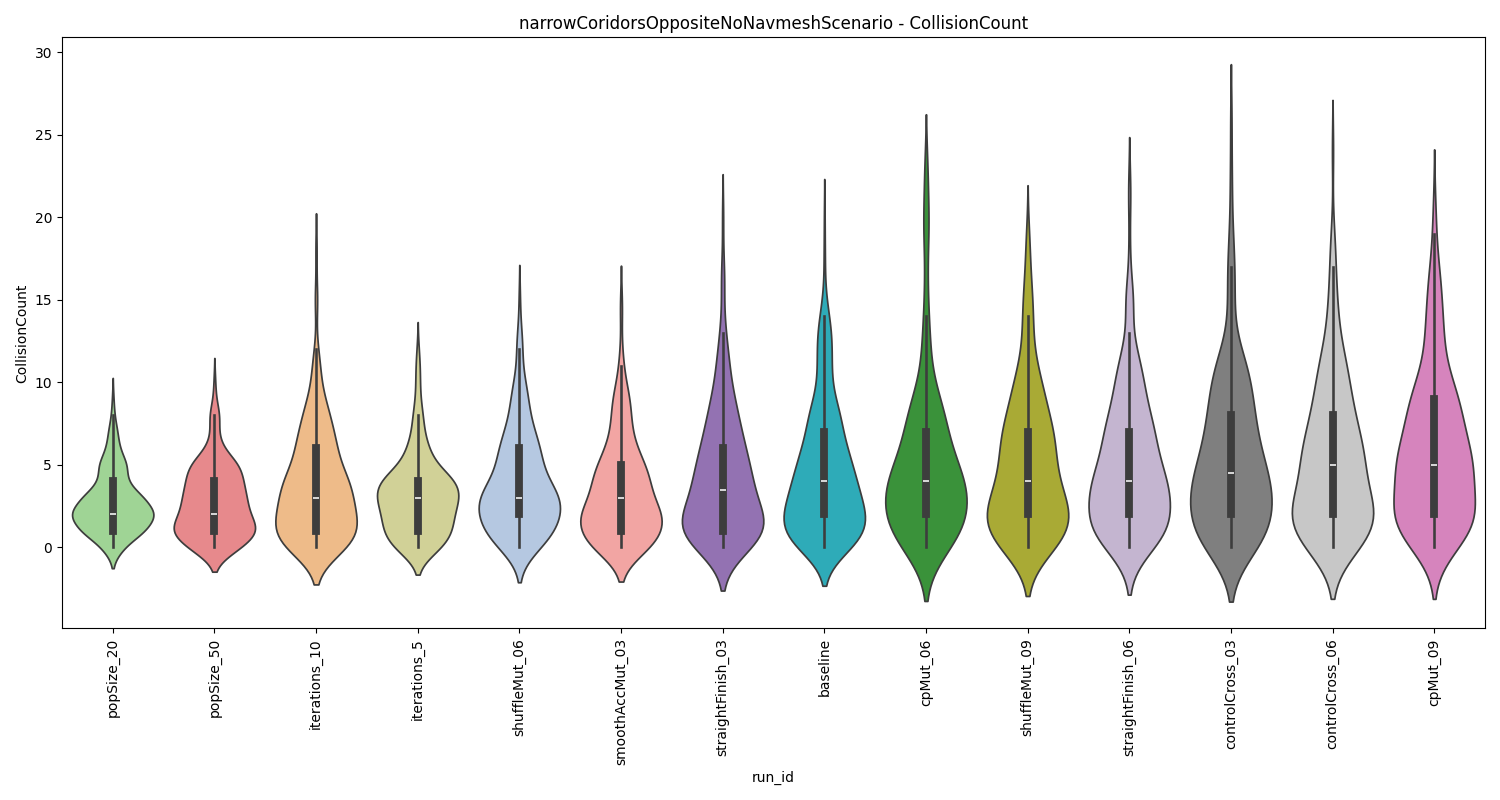 narrowCoridorsOppositeNoNavmeshScenario - CollisionCount
CollisionCount
30
25
20
15
10
5
0
popSize_20
popSize_50
iterations_10
iterations_5
shuffleMut_06
smoothAccMut_03
straightFinish_03
baseline
cpMut_06
shuffleMut_09
straightFinish_06
controlCross_03
controlCross_06
cpMut_09
run_id